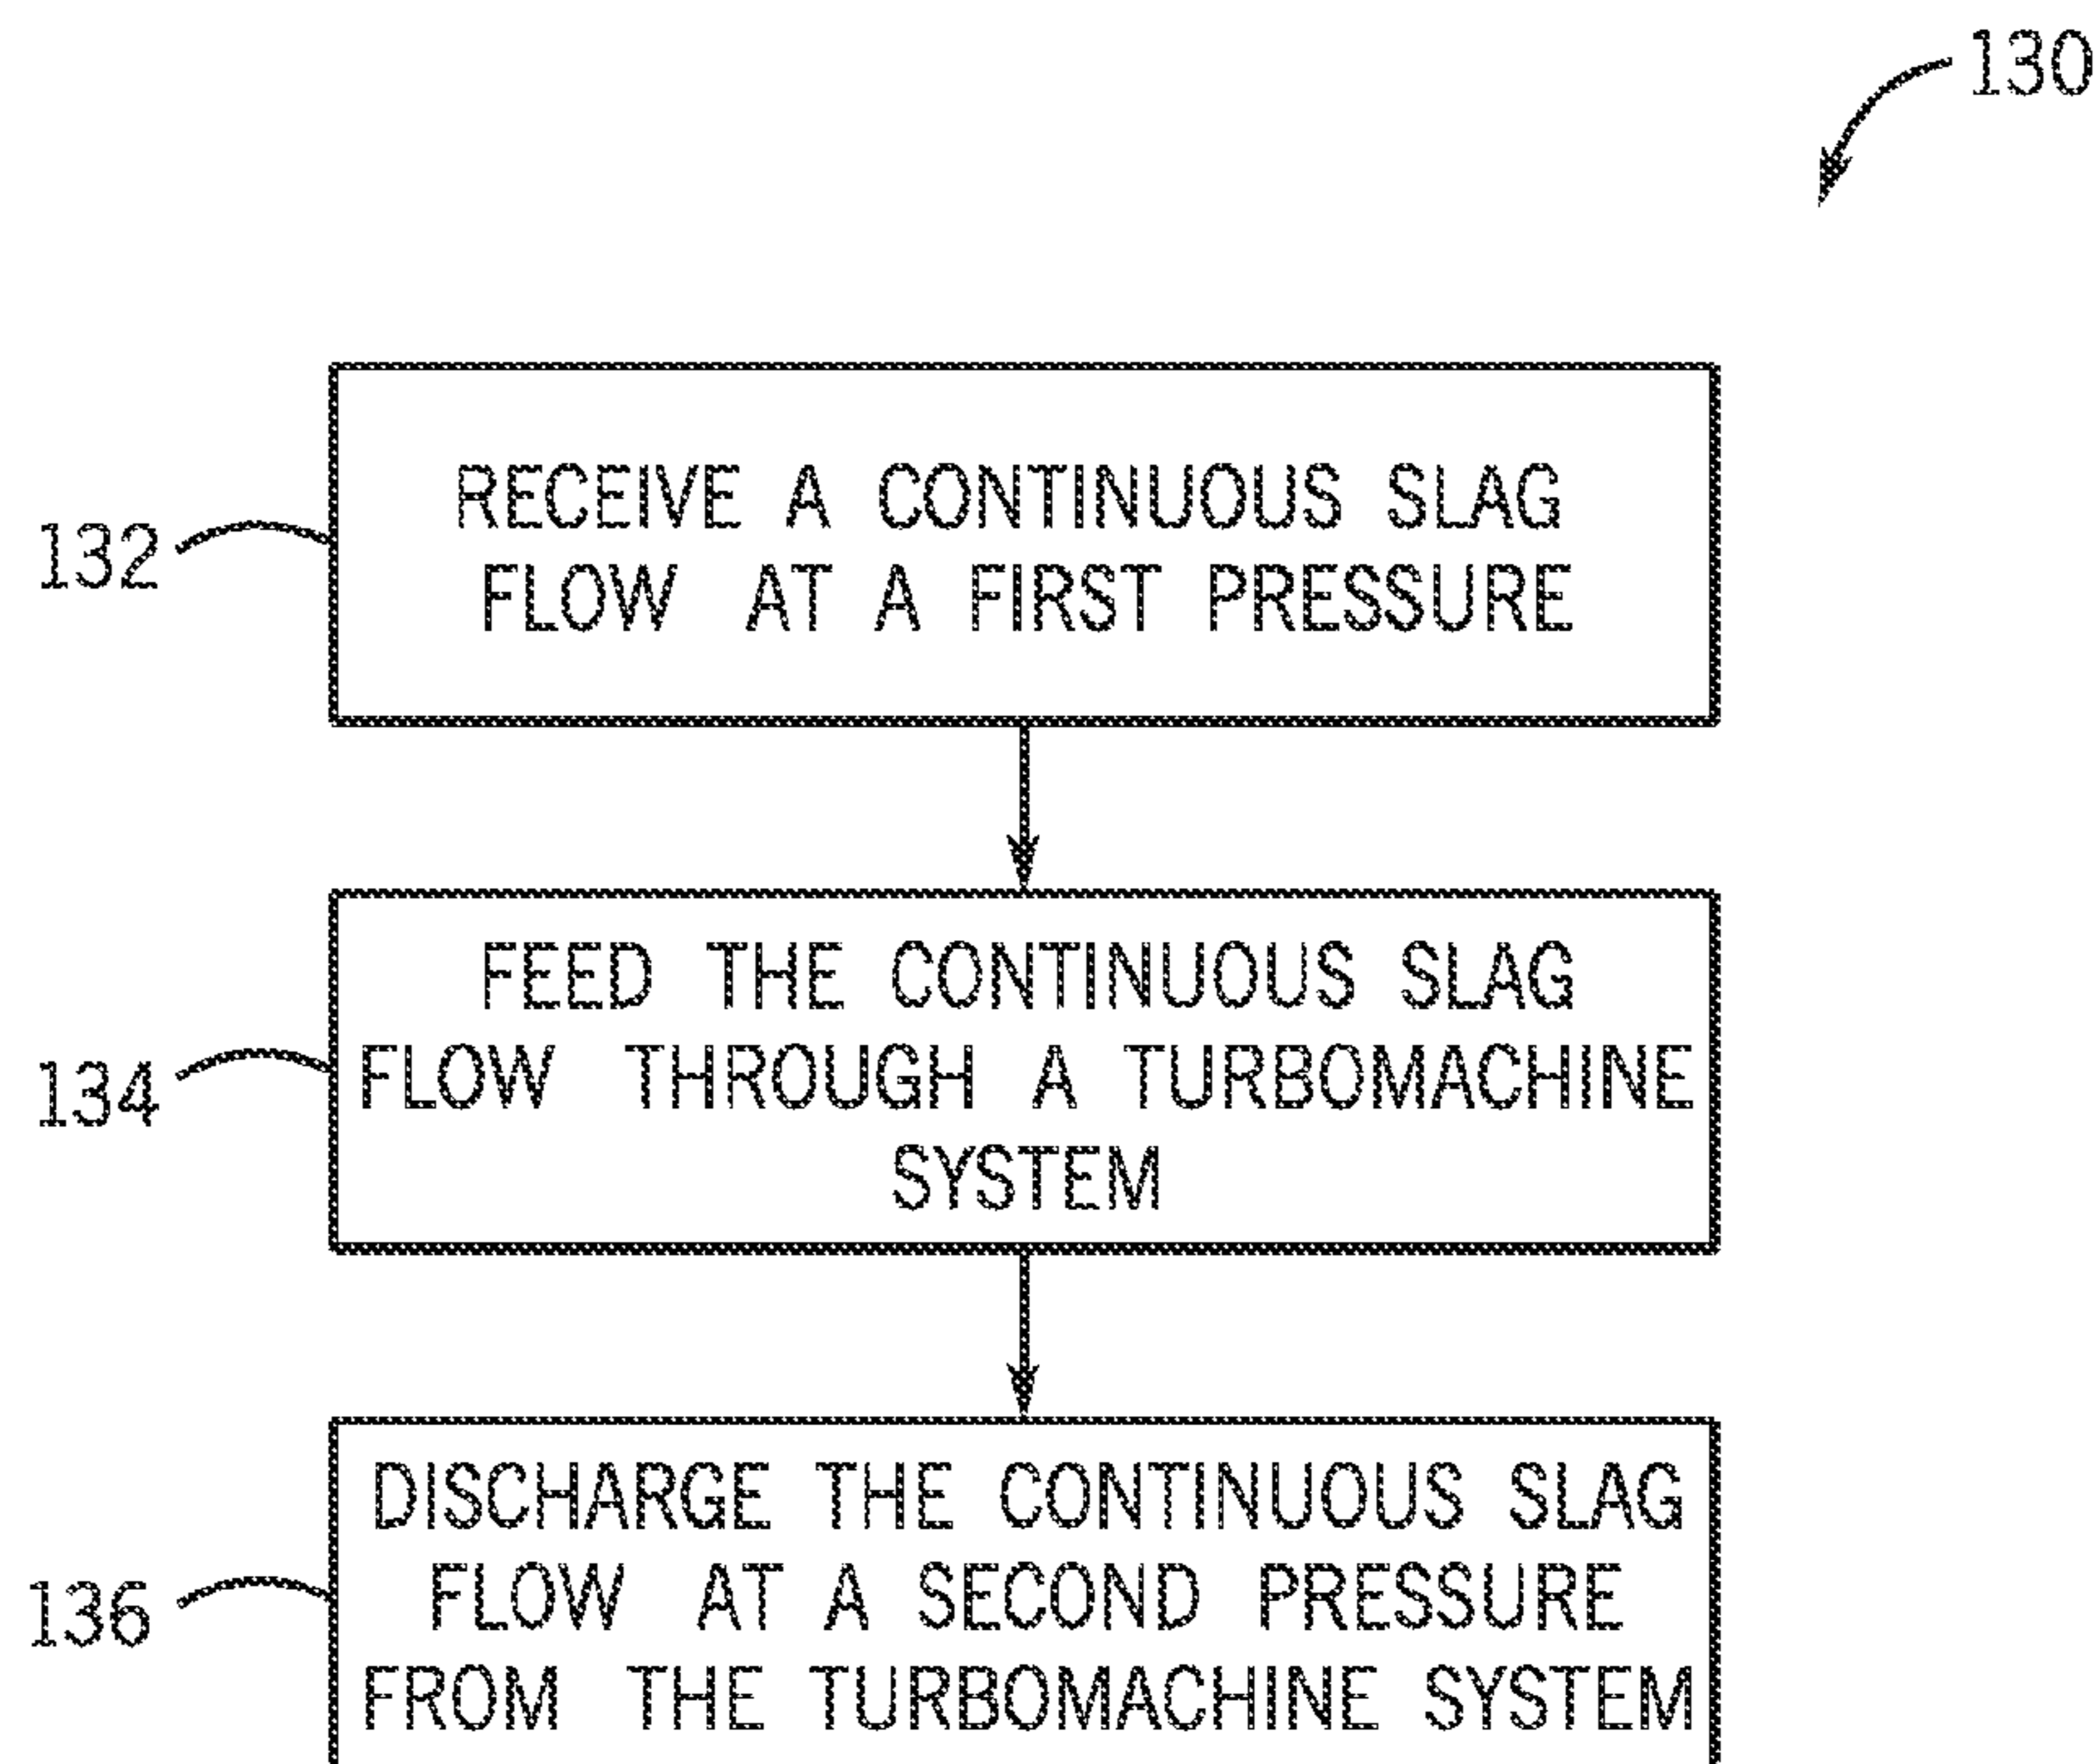 130
132
RECEIVE A CONTINUOUS SLAG
FLOW AT A FIRST PRESSURE
134
FEED THE CONTINUOUS SLAG
FLOW THROUGH A TURBOMACHINE
SYSTEM
136
DISCHARGE THE CONTINUOUS SLAG
FLOW AT A SECOND PRESSURE
FROM THE TURBOMACHINE SYSTEM